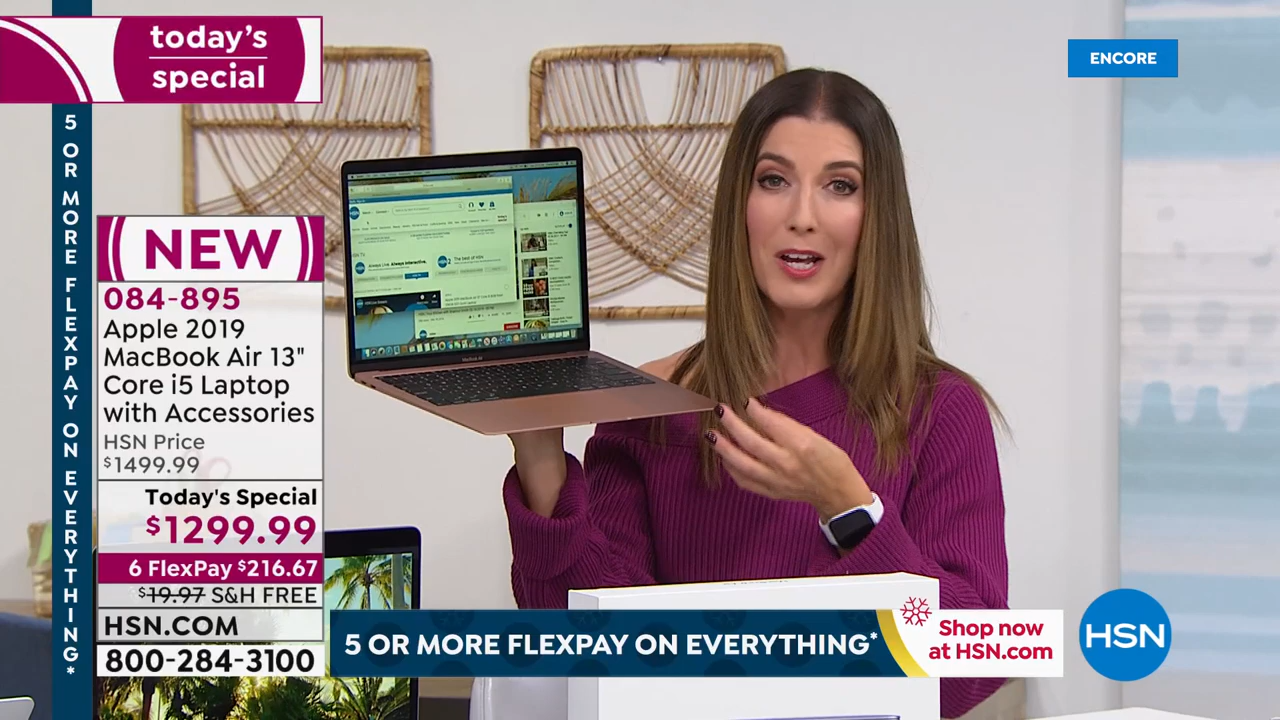 today's
special
ENCORE
5 OR MORE FLEXPAY ON EVERYTHING*
NEW
084-895
Apple 2019
MacBook Air 13"
Core i5 Laptop
with Accessories
HSN Price
$1499.99
Today's Special
$1299.99
6 FlexPay $216.67
$19.97 S&H FREE
HSN.COM
800-284-3100
MacBook Air
5 OR MORE FLEXPAY ON EVERYTHING*
Shop now
at HSN.com
HSN